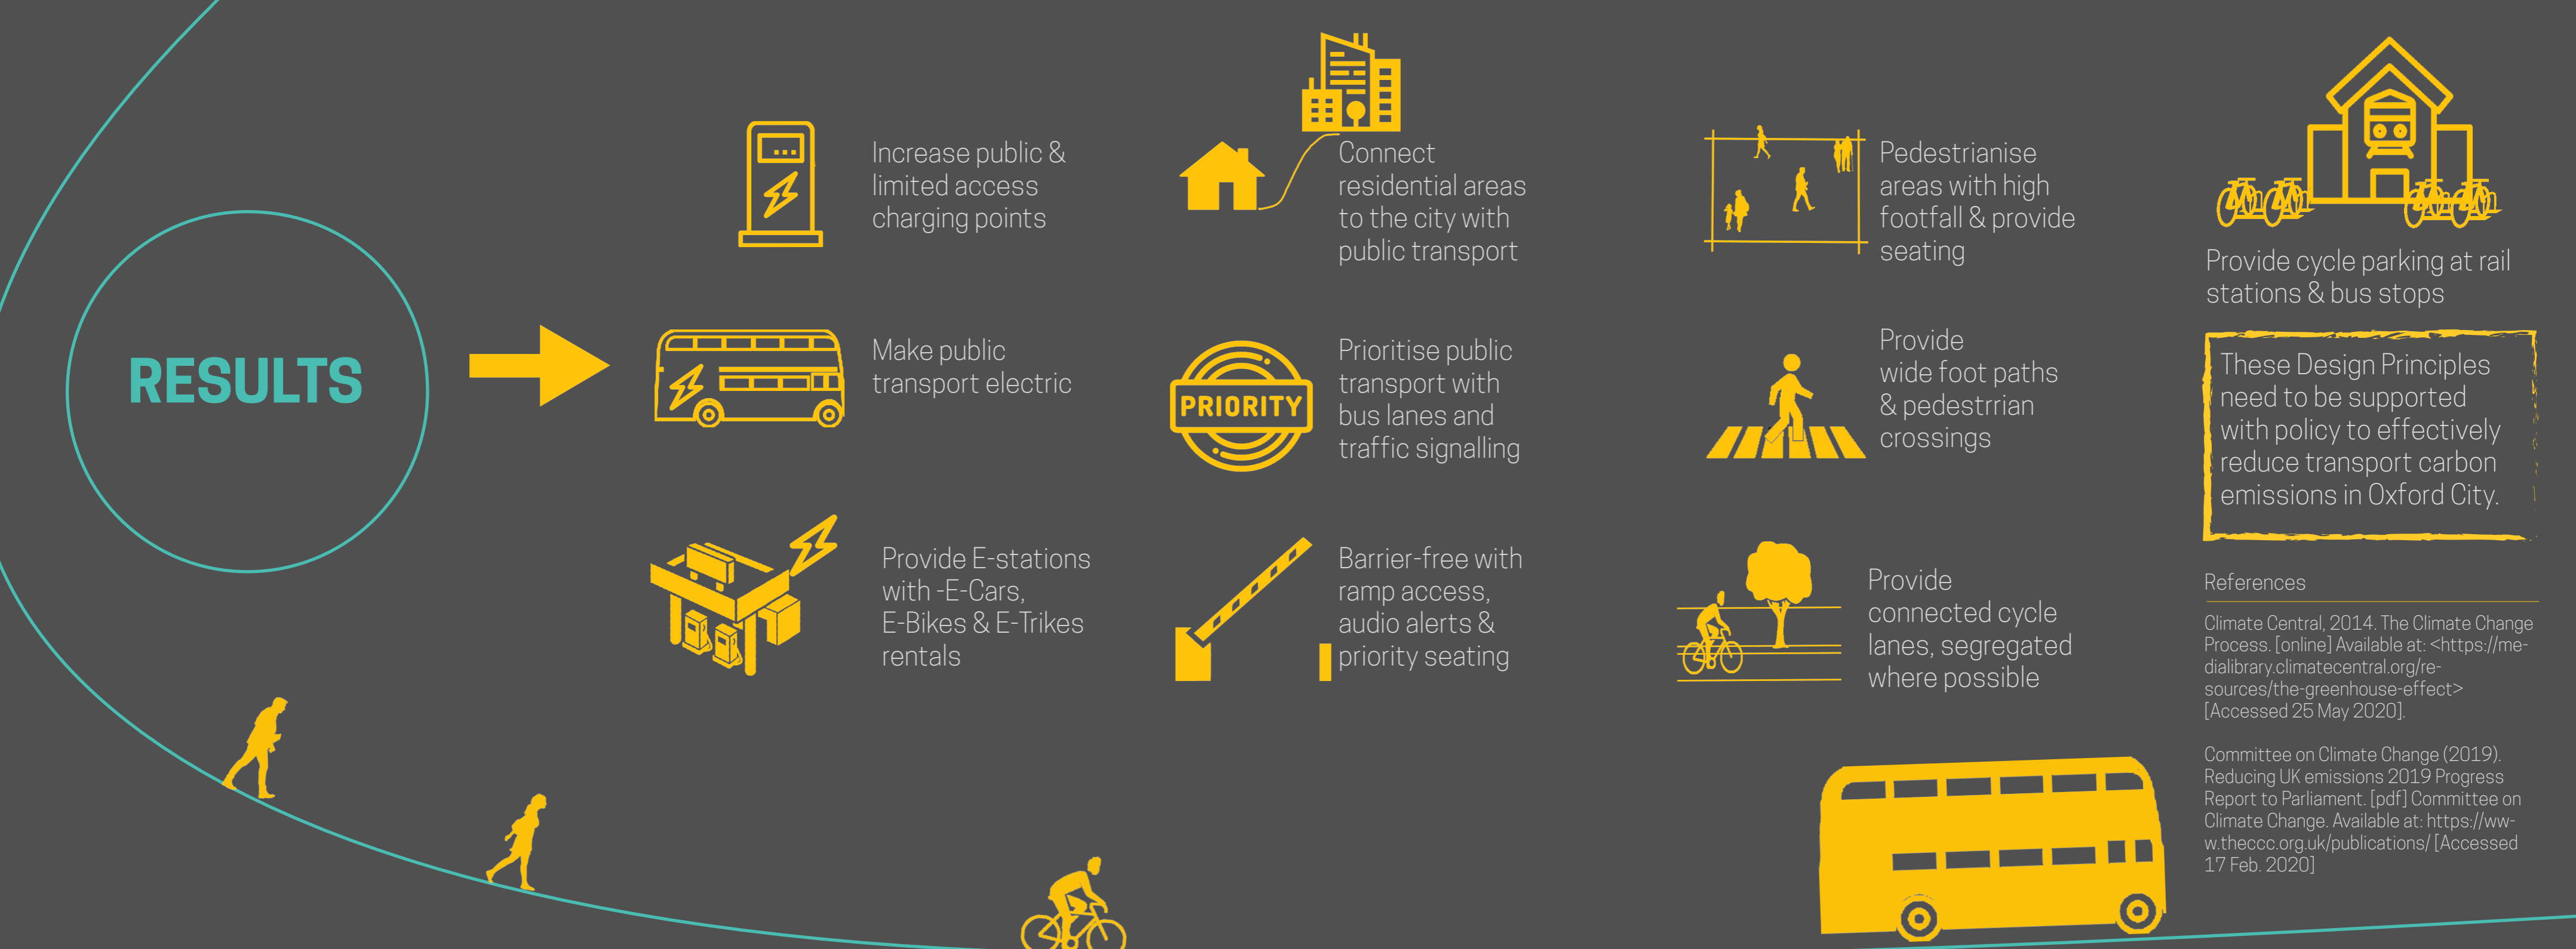 RESULTS
Increase public &
limited access
charging points
Make public
transport electric
Provide E-stations
with -E-Cars,
E-Bikes & E-Trikes
rentals
Connect
residential areas
to the city with
public transport
PRIORITY
Prioritise public
transport with
bus lanes and
traffic signalling
Barrier-free with
ramp access,
audio alerts &
priority seating
Pedestrianise
areas with high
footfall & provide
seating
Provide
wide foot paths
& pedestrrian
crossings
Provide
connected cycle
lanes, segregated
where possible
Provide cycle parking at rail
stations & bus stops
These Design Principles
need to be supported
with policy to effectively
reduce transport carbon
emissions in Oxford City.
References
Climate Central, 2014. The Climate Change
Process. [online] Available at: <https://me-
dialibrary.climatecentral.org/re-
sources/the-greenhouse-effect>
[Accessed 25 May 2020].
Committee on Climate Change (2019).
Reducing UK emissions 2019 Progress
Report to Parliament. [pdf] Committee on
Climate Change. Available at: https://ww-
w.theccc.org.uk/publications/ [Accessed
17 Feb. 2020]